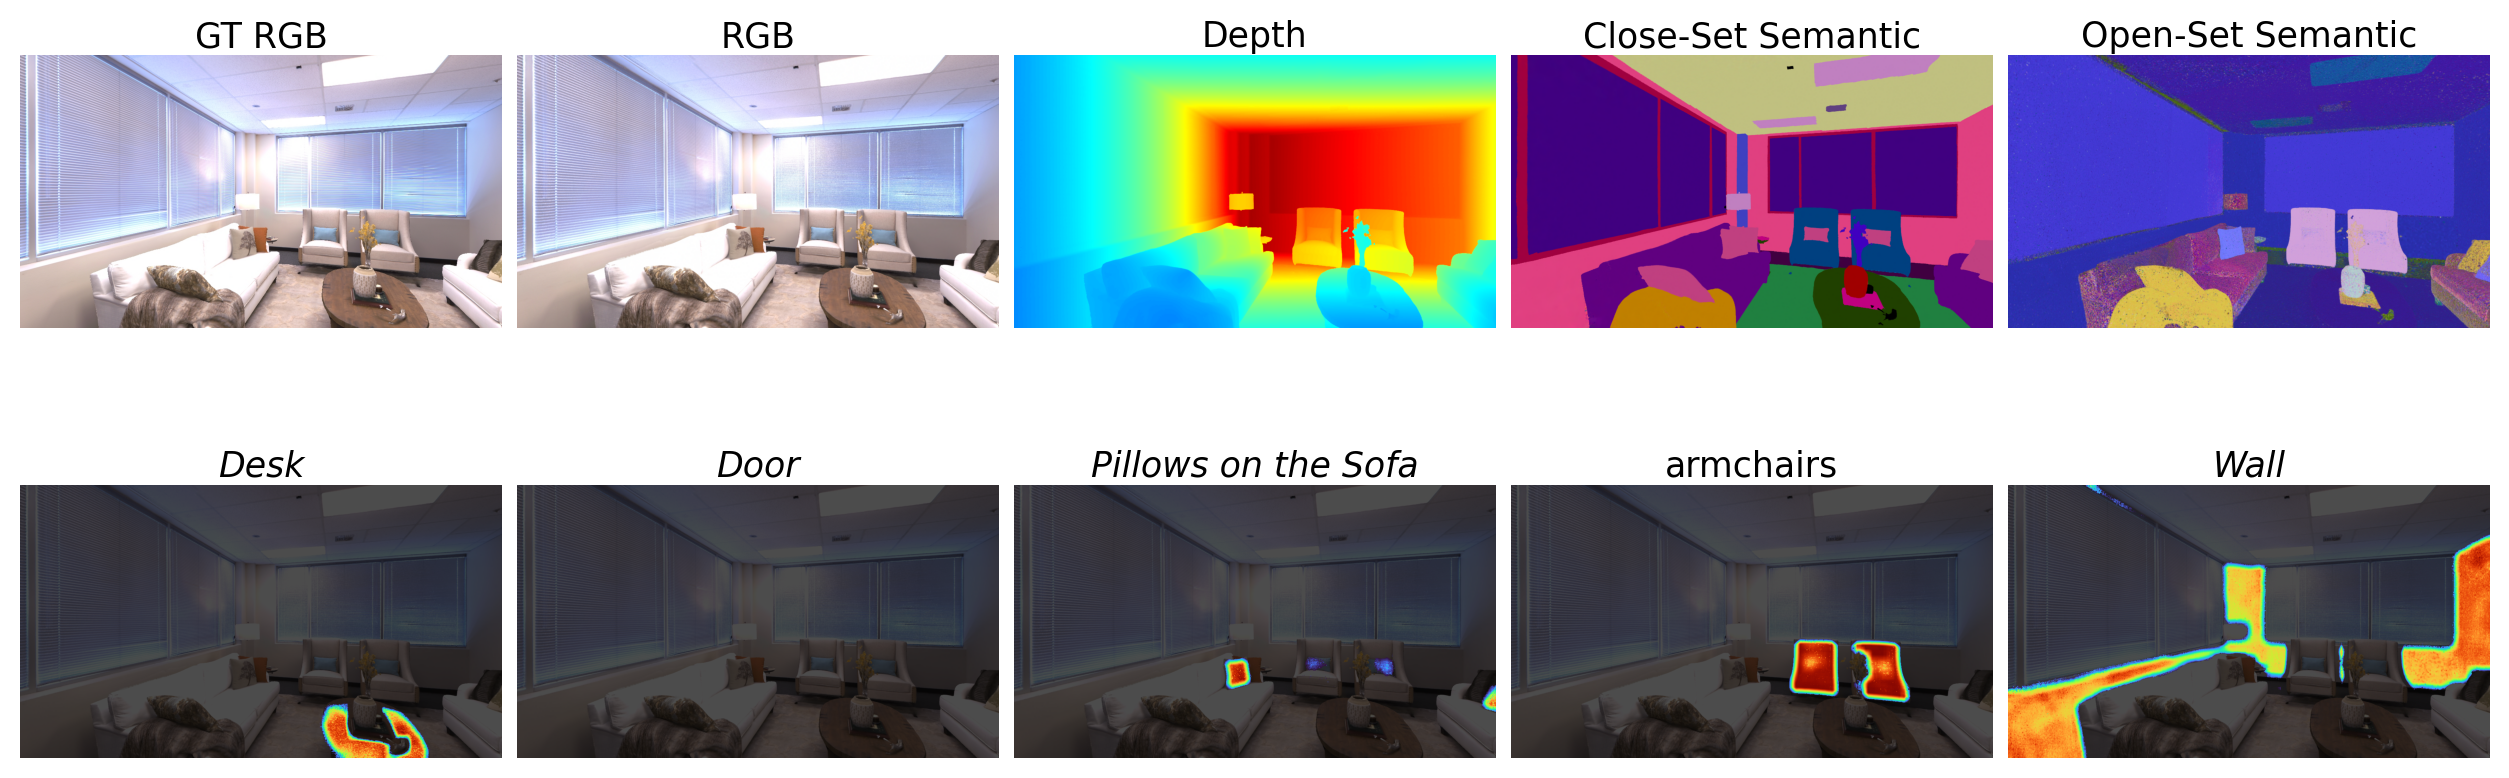 GT RGB
RGB
Depth
Close-Set Semantic
Open-Set Semantic
Desk
Door
Pillows on the Sofa
armchairs
Wall